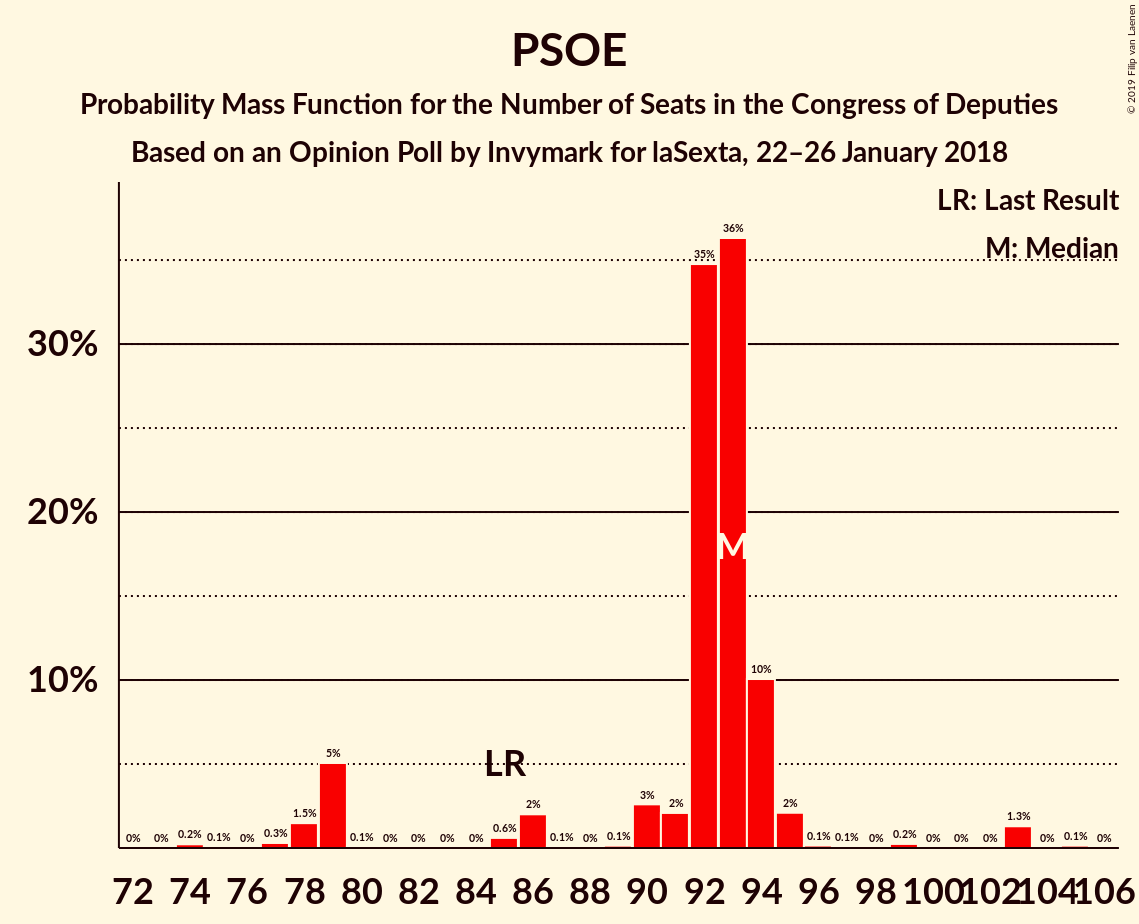 PSOE
Probability Mass Function for the Number of Seats in the Congress of Deputies
Based on an Opinion Poll by Invymark for laSexta, 22–26 January 2018
© 2019 Filip van Laenen
LR: Last Result
M: Median
36%
35%
30%
20%
M
10%
10%
LR
5%
3%
2%
2%
2%
1.5%
1.3%
0% 0% 0.2% 0.1% 0% 0.3% 0.1% 0% 0% 0% 0% 0.6% 0.1% 0% 0.1% 0.1% 0.1% 0% 0.2% 0% 0% 0% 0% 0.1% 0%
72 74 76 78 80 82 84 86 88 90 92 94 96 98 100 102 104 106